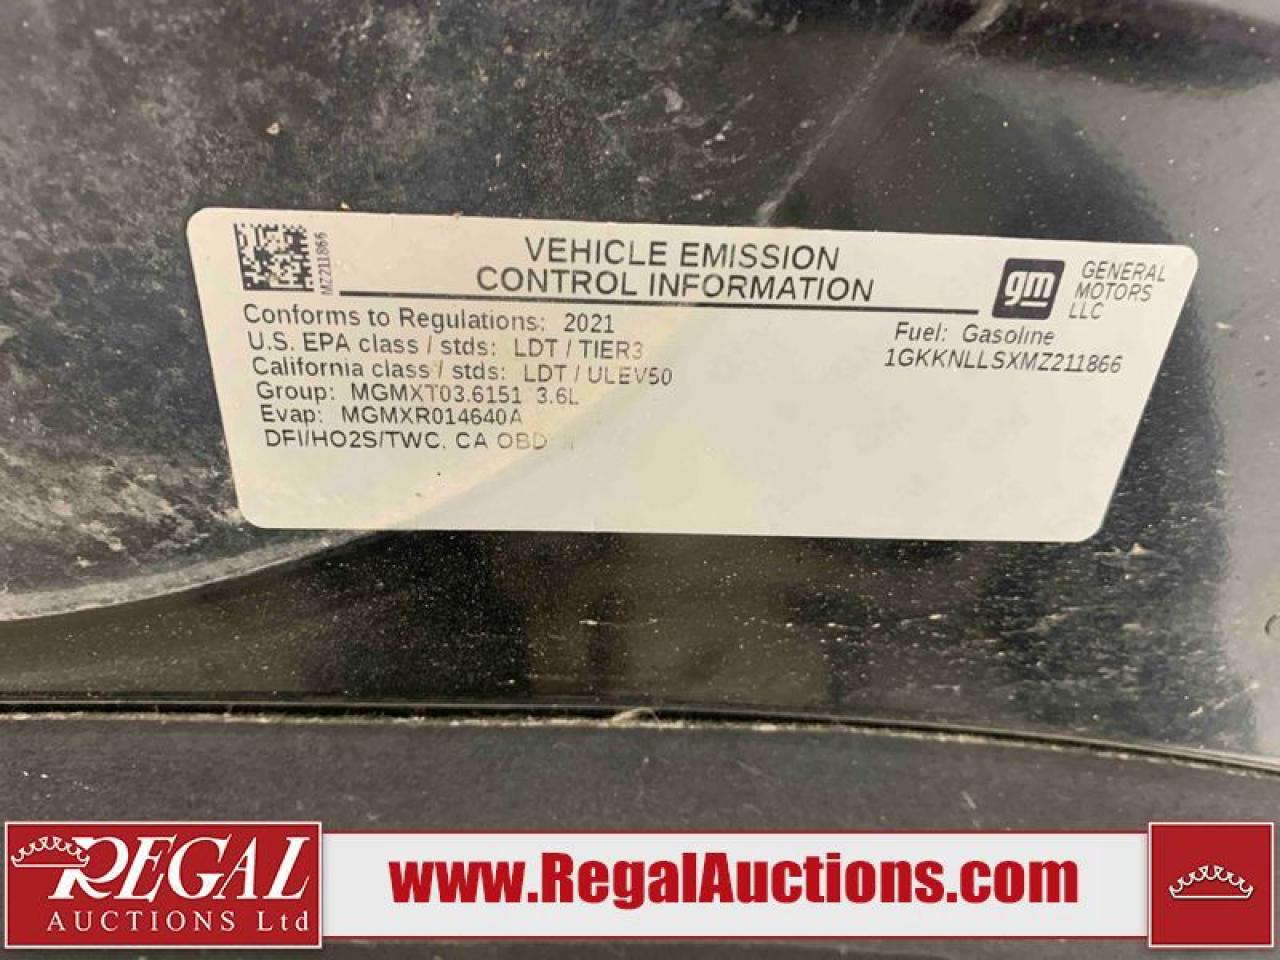 MZ211866
VEHICLE EMISSION
CONTROL INFORMATION
gm
GENERAL
MOTORS
LLC
Conforms to Regulations: 2021
U.S. EPA class / stds: LDT / TIER3
California class / stds: LDT / ULEV50
Group: MGMXT03.6151 3.6L
Evap: MGMXR014640A
DFI/HO2S/TWC, CA OBD
Fuel: Gasoline
1GKKNLLSXMZ211866
REGAL
AUCTIONS Ltd
www.RegalAuctions.com